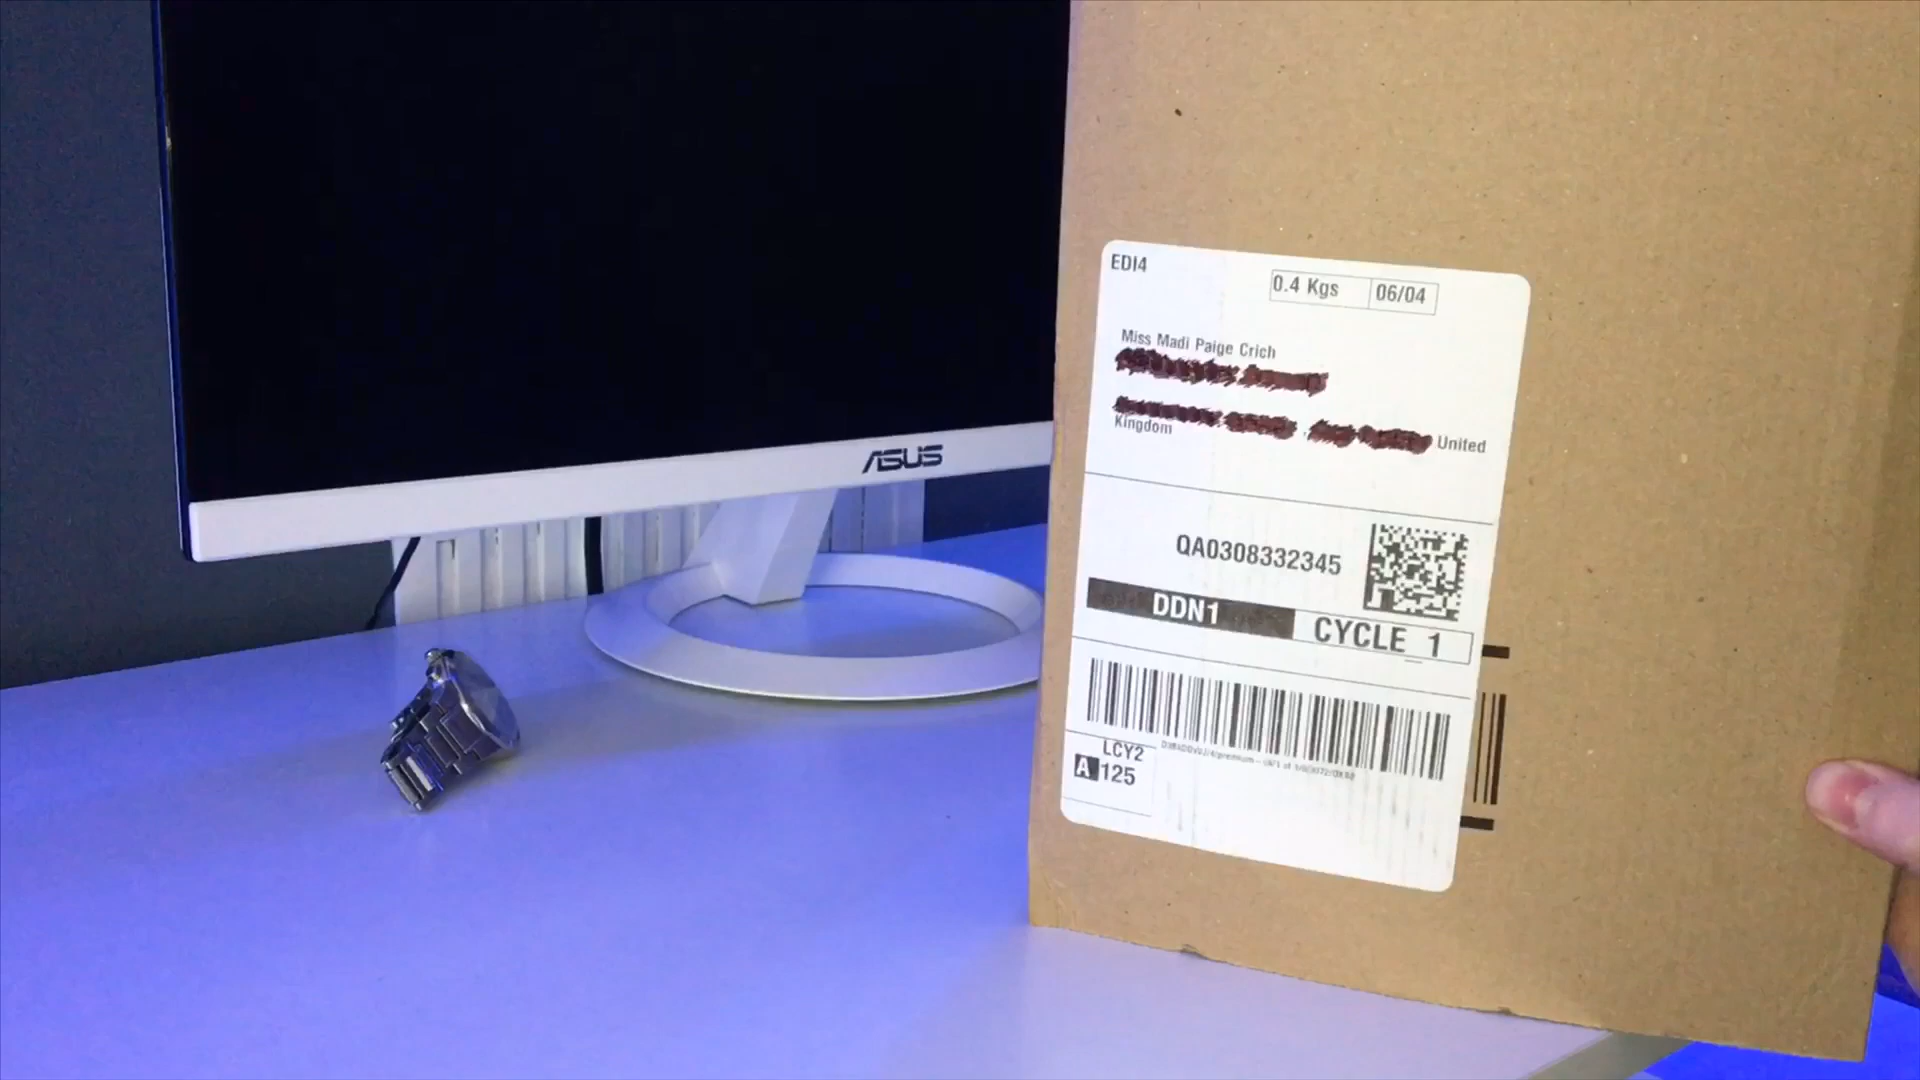 ASUS
EDI4
0.4 Kgs 06/04
Miss Madi Paige Crich
United
Kingdom
QA0308332345
DDN1 CYCLE 1
LCY2
A 125